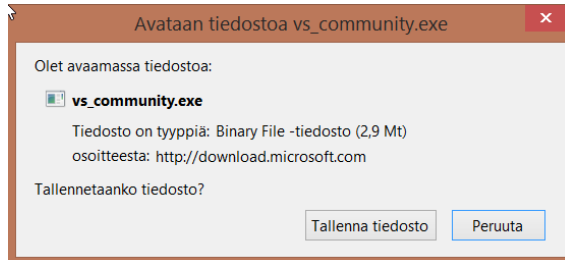 Avataan tiedostoa vs_community.exe
Olet avaamassa tiedostoa:
vs_community.exe
Tiedosto on tyyppiä: Binary File -tiedosto (2,9 Mt)
osoitteesta: http://download.microsoft.com
Tallennetaanko tiedosto?
Tallenna tiedosto Peruuta